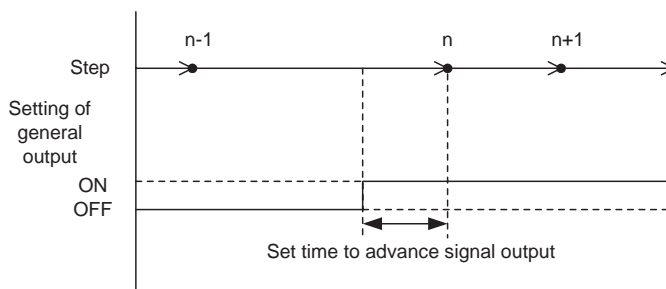 n-1
n
n+1
Step
Setting of
general
output
ON
OFF
Set time to advance signal output